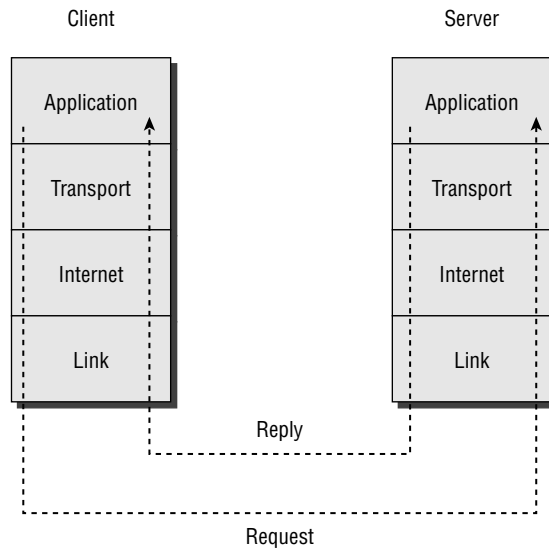 Client
Server
Application
Application
Transport
Transport
Internet
Internet
Link
Link
Reply
Request